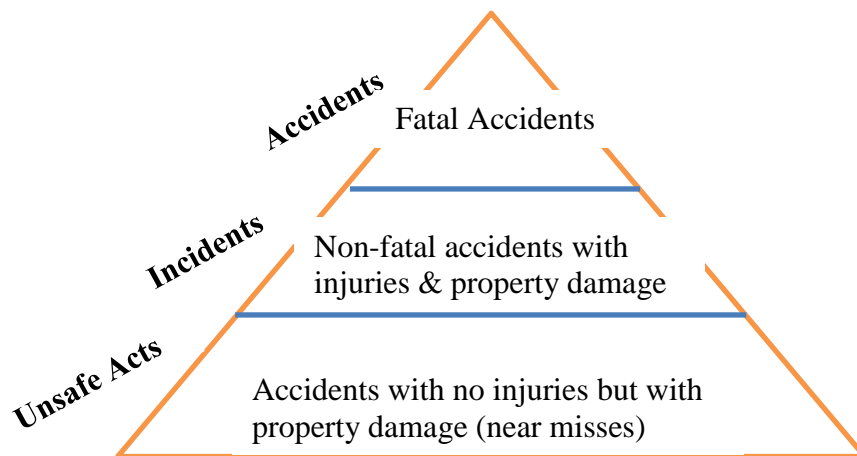 Accidents
Fatal Accidents
Incidents
Non-fatal accidents with
injuries & property damage
Unsafe Acts
Accidents with no injuries but with
property damage (near misses)